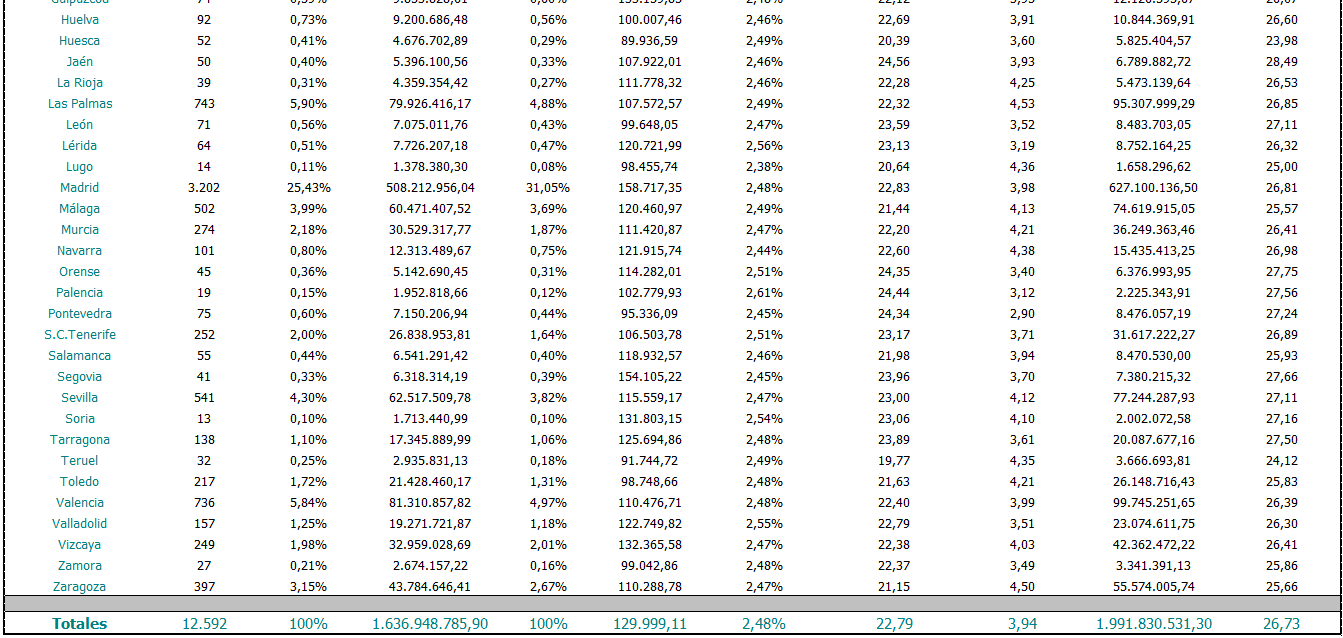 Huelva 92 0,73% 9.200.686,48 0,56% 100.007,46 2,46% 22,69 3,91 10.844.369,91 26,60
Huesca 52 0,41% 4.676.702,89 0,29% 89.936,59 2,49% 20,39 3,60 5.825.404,57 23,98
Jaén 50 0,40% 5.396.100,56 0,33% 107.922,01 2,46% 24,56 3,93 6.789.882,72 28,49
La Rioja 39 0,31% 4.359.354,42 0,27% 111.778,32 2,46% 22,28 4,25 5.473.139,64 26,53
Las Palmas 743 5,90% 79.926.416,17 4,88% 107.572,57 2,49% 22,32 4,53 95.307.999,29 26,85
León 71 0,56% 7.075.011,76 0,43% 99.648,05 2,47% 23,59 3,52 8.483.703,05 27,11
Lérida 64 0,51% 7.726.207,18 0,47% 120.721,99 2,56% 23,13 3,19 8.752.164,25 26,32
Lugo 14 0,11% 1.378.380,30 0,08% 98.455,74 2,38% 20,64 4,36 1.658.296,62 25,00
Madrid 3.202 25,43% 508.212.956,04 31,05% 158.717,35 2,48% 22,83 3,98 627.100.136,50 26,81
Málaga 502 3,99% 60.471.407,52 3,69% 120.460,97 2,49% 21,44 4,13 74.619.915,05 25,57
Murcia 274 2,18% 30.529.317,77 1,87% 111.420,87 2,47% 22,20 4,21 36.249.363,46 26,41
Navarra 101 0,80% 12.313.489,67 0,75% 121.915,74 2,44% 22,60 4,38 15.435.413,25 26,98
Orense 45 0,36% 5.142.690,45 0,31% 114.282,01 2,51% 24,35 3,40 6.376.993,95 27,75
Palencia 19 0,15% 1.952.818,66 0,12% 102.779,93 2,61% 24,44 3,12 2.225.343,91 27,56
Pontevedra 75 0,60% 7.150.206,94 0,44% 95.336,09 2,45% 24,34 2,90 8.476.057,19 27,24
S.C.Tenerife 252 2,00% 26.838.953,81 1,64% 106.503,78 2,51% 23,17 3,71 31.617.222,27 26,89
Salamanca 55 0,44% 6.541.291,42 0,40% 118.932,57 2,46% 21,98 3,94 8.470.530,00 25,93
Segovia 41 0,33% 6.318.314,19 0,39% 154.105,22 2,45% 23,96 3,70 7.380.215,32 27,66
Sevilla 541 4,30% 62.517.509,78 3,82% 115.559,17 2,47% 23,00 4,12 77.244.287,93 27,11
Soria 13 0,10% 1.713.440,99 0,10% 131.803,15 2,54% 23,06 4,10 2.002.072,58 27,16
Tarragona 138 1,10% 17.345.889,99 1,06% 125.694,86 2,48% 23,89 3,61 20.087.677,16 27,50
Teruel 32 0,25% 2.935.831,13 0,18% 91.744,72 2,49% 19,77 4,35 3.666.693,81 24,12
Toledo 217 1,72% 21.428.460,17 1,31% 98.748,66 2,48% 21,63 4,21 26.148.716,43 25,83
Valencia 736 5,84% 81.310.857,82 4,97% 110.476,71 2,48% 22,40 3,99 99.745.251,65 26,39
Valladolid 157 1,25% 19.271.721,87 1,18% 122.749,82 2,55% 22,79 3,51 23.074.611,75 26,30
Vizcaya 249 1,98% 32.959.028,69 2,01% 132.365,58 2,47% 22,38 4,03 42.362.472,22 26,41
Zamora 27 0,21% 2.674.157,22 0,16% 99.042,86 2,48% 22,37 3,49 3.341.391,13 25,86
Zaragoza 397 3,15% 43.784.646,41 2,67% 110.288,78 2,47% 21,15 4,50 55.574.005,74 25,66
Totales 12.592 100% 1.636.948.785,90 100% 129.999,11 2,48% 22,79 3,94 1.991.830.531,30 26,73